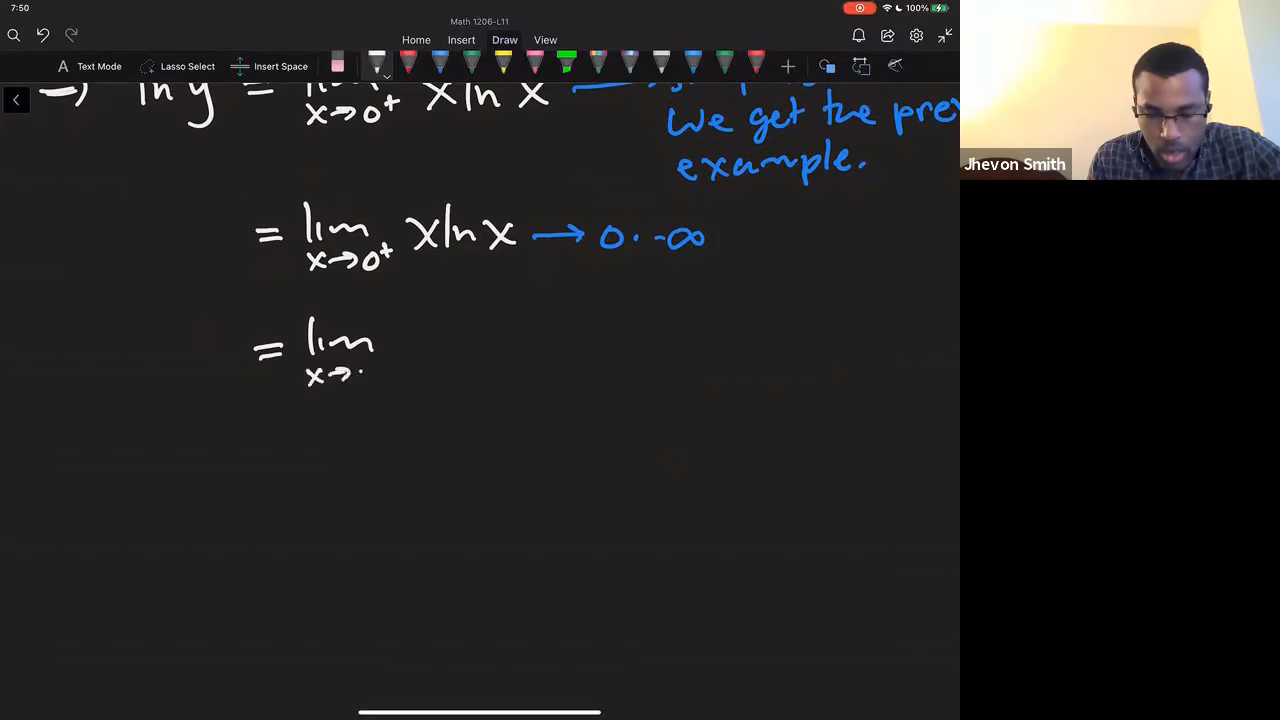 7:50
100%
Math 1206-L11
Home Insert Draw View
Text Mode Lasso Select Insert Space
ln y = lim x→0⁺ x ln x
We get the
example.
Jhevon Smith
= lim x→0⁺ x ln x → 0 · -∞
= lim x→